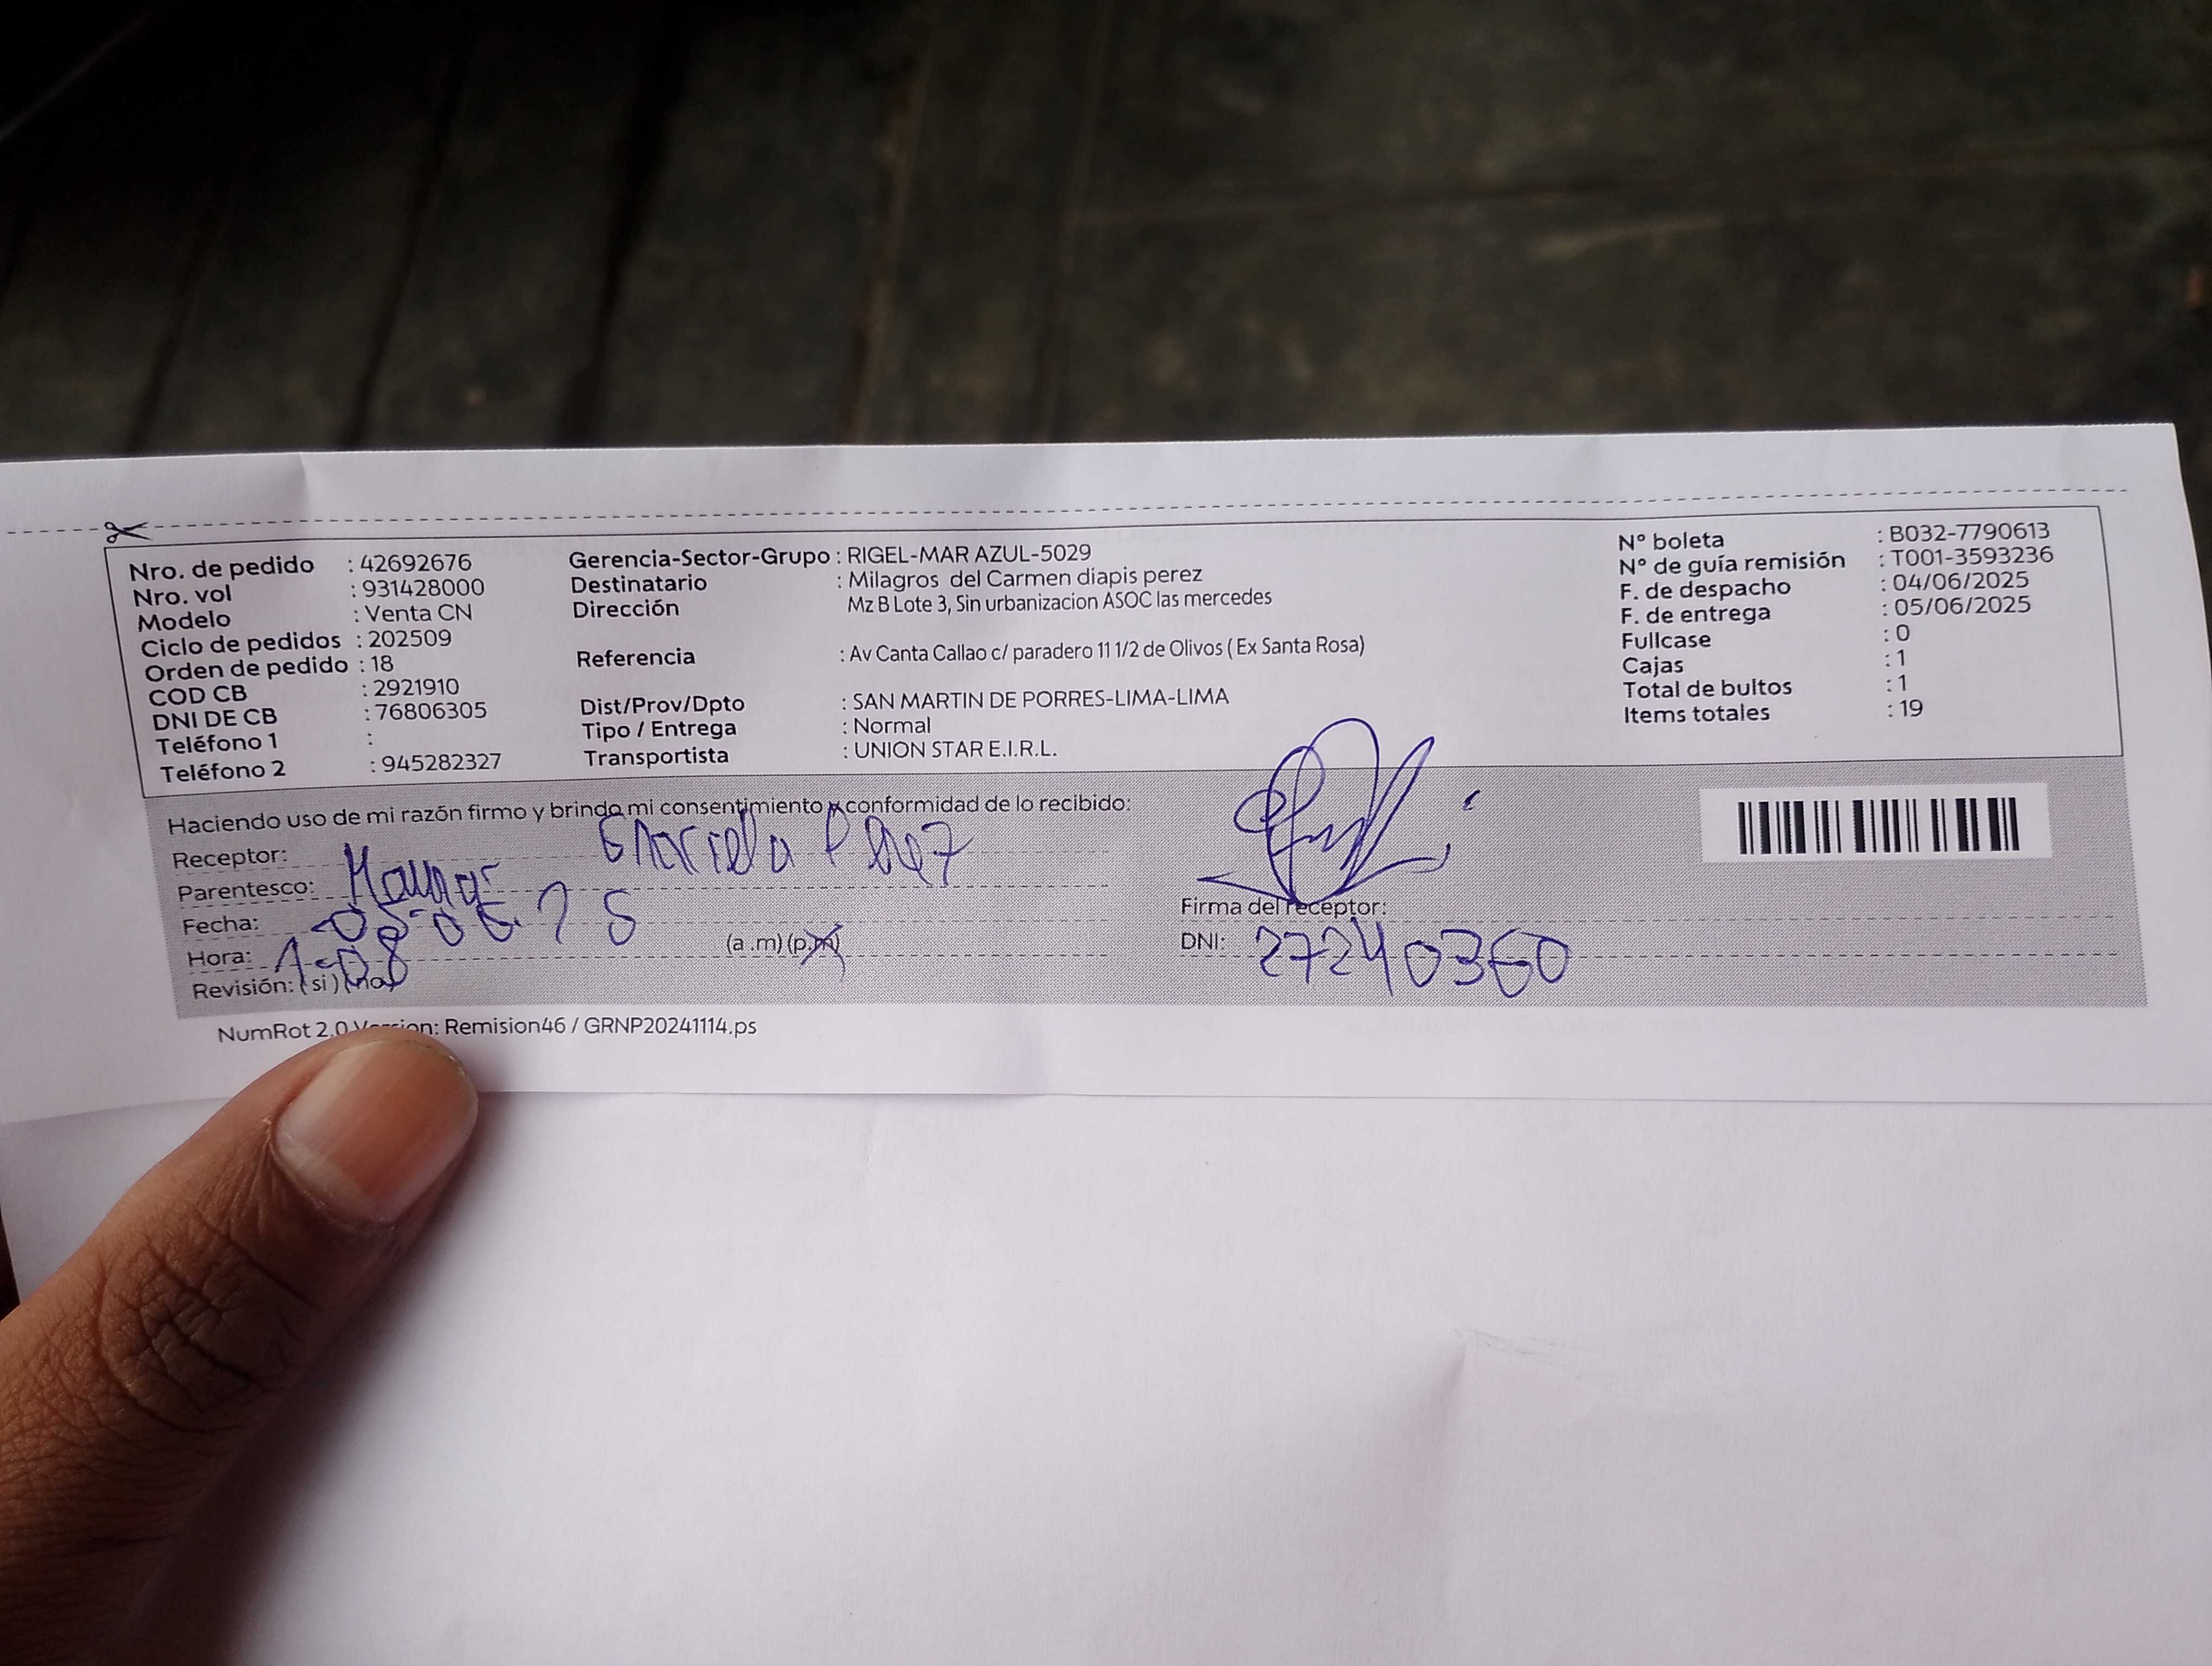 Nro. de pedido : 42692676
Nro. vol : 931428000
Modelo : Venta CN
Ciclo de pedidos : 202509
Orden de pedido : 18
COD CB : 2921910
DNI DE CB : 76806305
Teléfono 1 :
Teléfono 2 : 945282327
Gerencia-Sector-Grupo : RIGEL-MAR AZUL-5029
Destinatario : Milagros del Carmen diapis perez
Dirección Mz B Lote 3, Sin urbanizacion ASOC las mercedes
Referencia : Av Canta Callao c/ paradero 11 1/2 de Olivos ( Ex Santa Rosa)
Dist/Prov/Dpto : SAN MARTIN DE PORRES-LIMA-LIMA
Tipo / Entrega : Normal
Transportista : UNION STAR E.I.R.L.
N° boleta : B032-7790613
N° de guía remisión : T001-3593236
F. de despacho : 04/06/2025
F. de entrega : 05/06/2025
Fullcase : 0
Cajas : 1
Total de bultos : 1
Items totales : 19
Haciendo uso de mi razón firmo y brindo mi consentimiento y conformidad de lo recibido:
Receptor:
Parentesco:
Fecha: 05-06.25
Hora: 1-08 (a .m) (p.m)
Revisión: ( si ) ( no )
Firma del receptor:
DNI: 27240360
NumRot 2.0 Version: Remision46 / GRNP20241114.ps